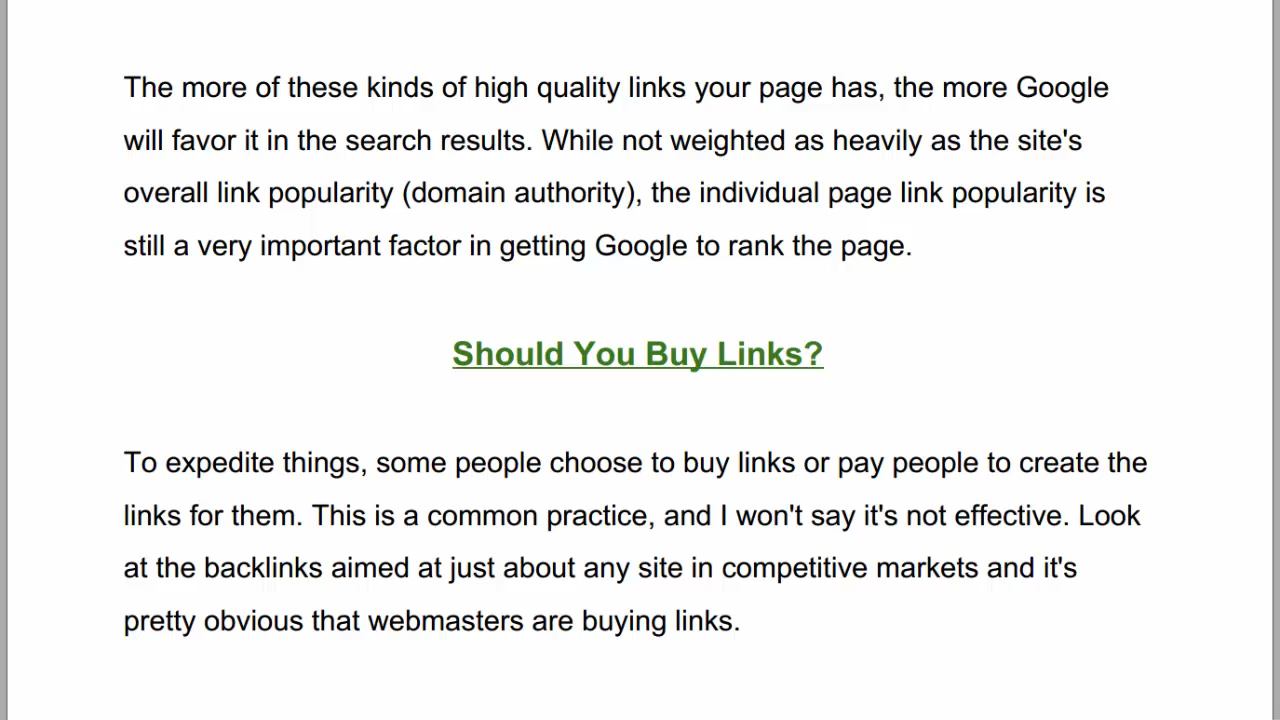 The more of these kinds of high quality links your page has, the more Google
will favor it in the search results. While not weighted as heavily as the site's
overall link popularity (domain authority), the individual page link popularity is
still a very important factor in getting Google to rank the page.
Should You Buy Links?
To expedite things, some people choose to buy links or pay people to create the
links for them. This is a common practice, and I won't say it's not effective. Look
at the backlinks aimed at just about any site in competitive markets and it's
pretty obvious that webmasters are buying links.